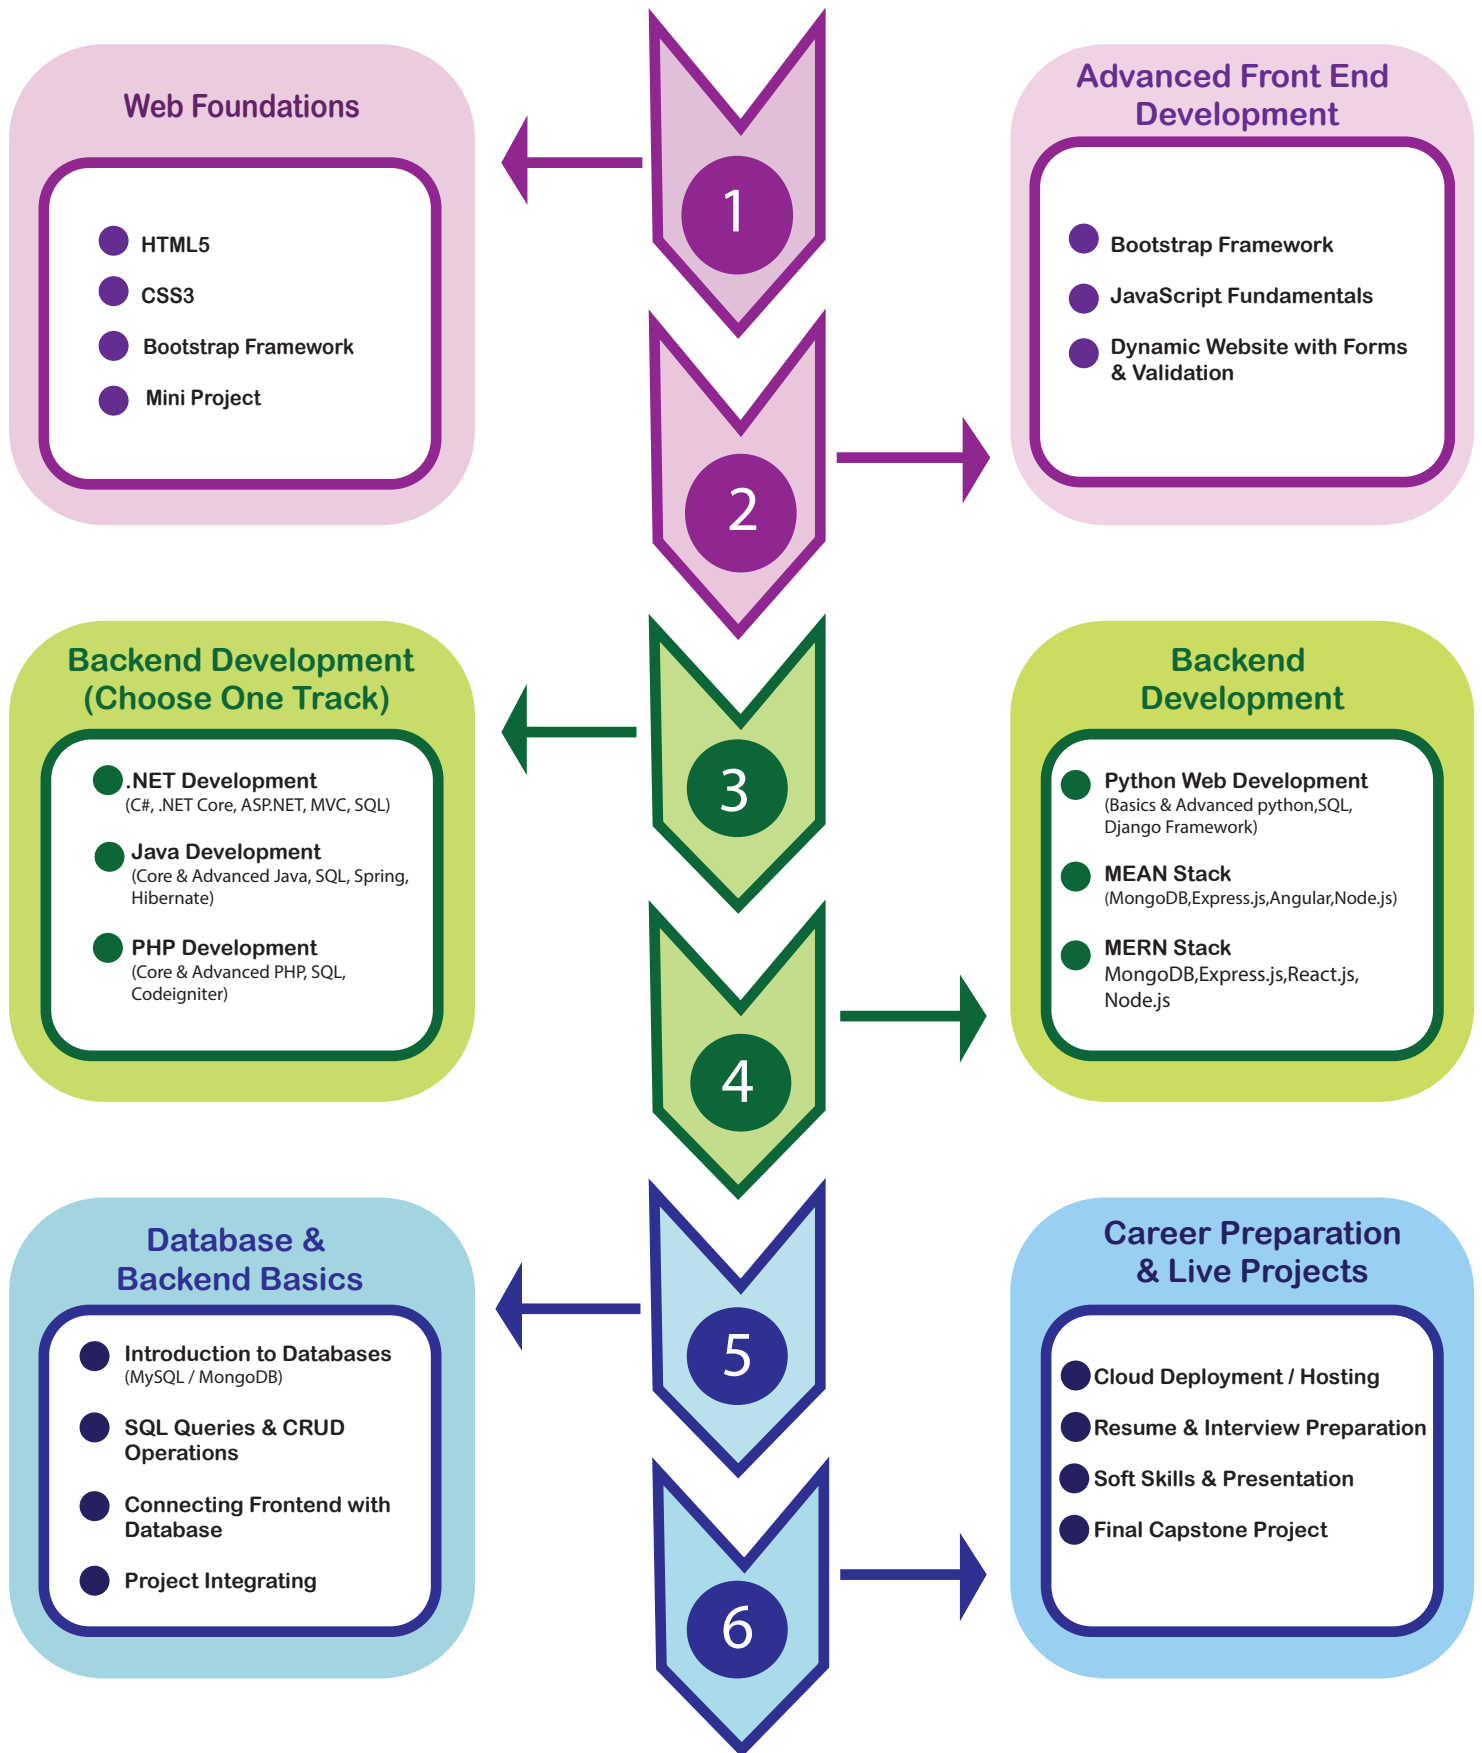 Web Foundations
HTML5
CSS3
Bootstrap Framework
Mini Project
1
Advanced Front End
Development
Bootstrap Framework
JavaScript Fundamentals
Dynamic Website with Forms
& Validation
2
Backend Development
(Choose One Track)
.NET Development
(C#, .NET Core, ASP.NET, MVC, SQL)
Java Development
(Core & Advanced Java, SQL, Spring,
Hibernate)
PHP Development
(Core & Advanced PHP, SQL,
Codeigniter)
3
Backend
Development
Python Web Development
(Basics & Advanced python,SQL,
Django Framework)
MEAN Stack
(MongoDB,Express.js,Angular,Node.js)
MERN Stack
MongoDB,Express.js,React.js,
Node.js
4
Database &
Backend Basics
Introduction to Databases
(MySQL / MongoDB)
SQL Queries & CRUD
Operations
Connecting Frontend with
Database
Project Integrating
5
Career Preparation
& Live Projects
Cloud Deployment / Hosting
Resume & Interview Preparation
Soft Skills & Presentation
Final Capstone Project
6